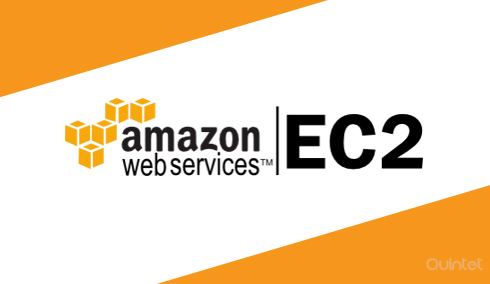 amazon
web services™
EC2
Quintet